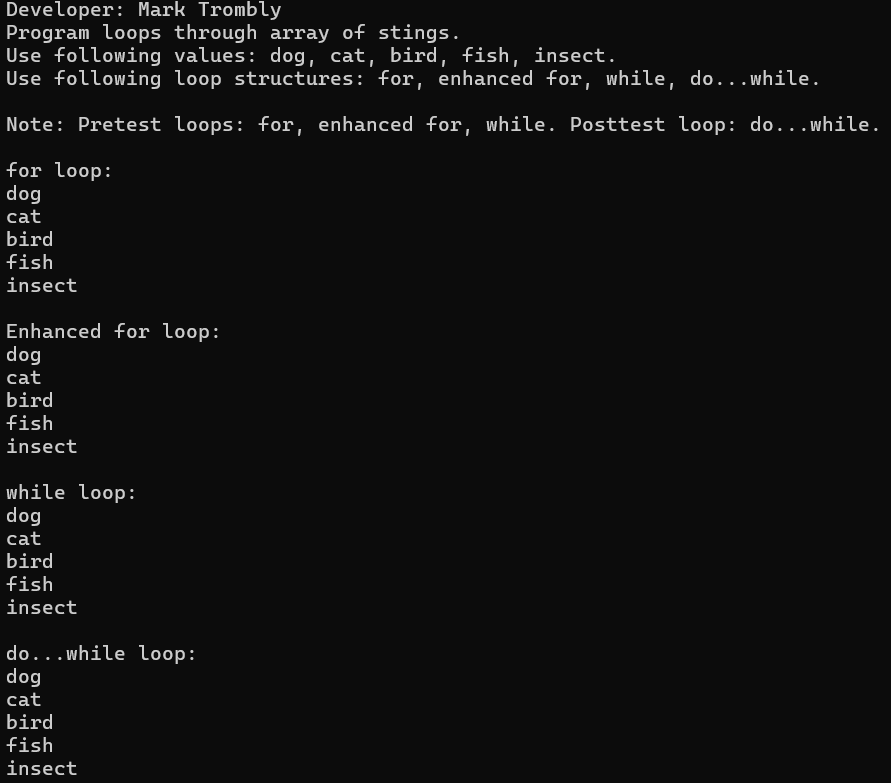 Developer: Mark Trombly
Program loops through array of stings.
Use following values: dog, cat, bird, fish, insect.
Use following loop structures: for, enhanced for, while, do...while.
Note: Pretest loops: for, enhanced for, while. Posttest loop: do...while.
for loop:
dog
cat
bird
fish
insect
Enhanced for loop:
dog
cat
bird
fish
insect
while loop:
dog
cat
bird
fish
insect
do...while loop:
dog
cat
bird
fish
insect